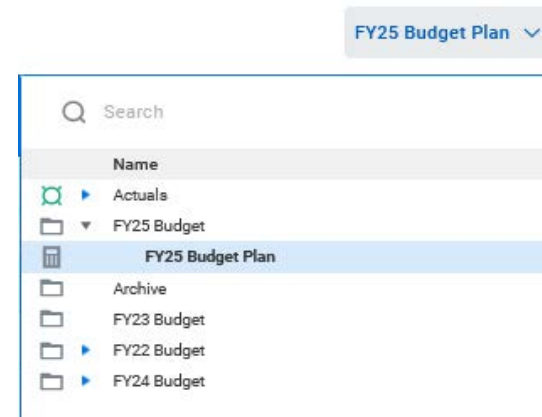 FY25 Budget Plan
Search
Name
Actuals
FY25 Budget
FY25 Budget Plan
Archive
FY23 Budget
FY22 Budget
FY24 Budget